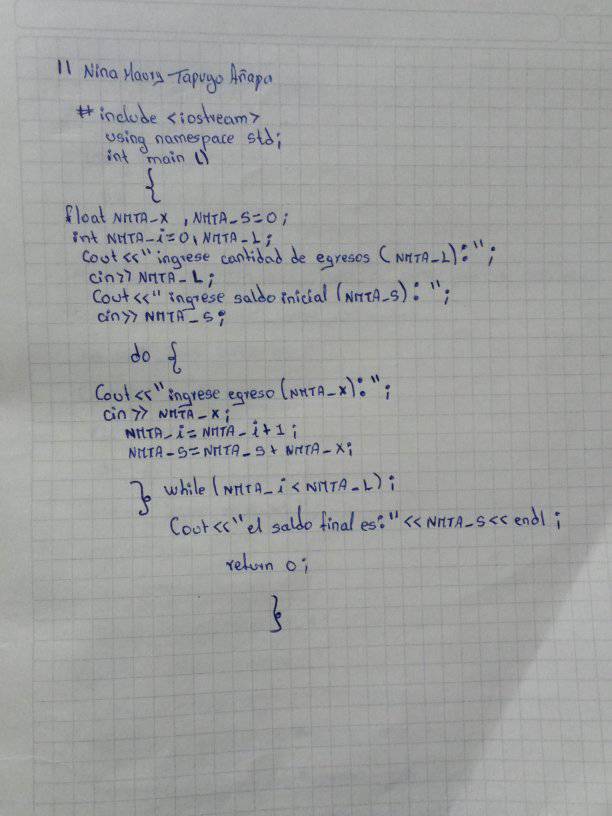 11 Nina Maory Tapuyo Añapa
# include <iostream>
using namespace std;
int main ()
{
float NMTA_X , NMTA_S=0;
int NMTA_i=0, NMTA_L;
Cout<<"ingrese cantidad de egresos (NMTA_L):";
cin>> NMTA_L;
Cout<<"ingrese saldo inicial (NMTA_S): ";
cin>> NMTA_S;
do {
Cout<<"ingrese egreso (NMTA_X):";
cin>> NMTA_X;
NMTA_i=NMTA_i+1;
NMTA_S=NMTA_S+NMTA_X;
} while (NMTA_i<NMTA_L);
Cout<<"el saldo final es:"<<NMTA_S<<endl;
return 0;
}